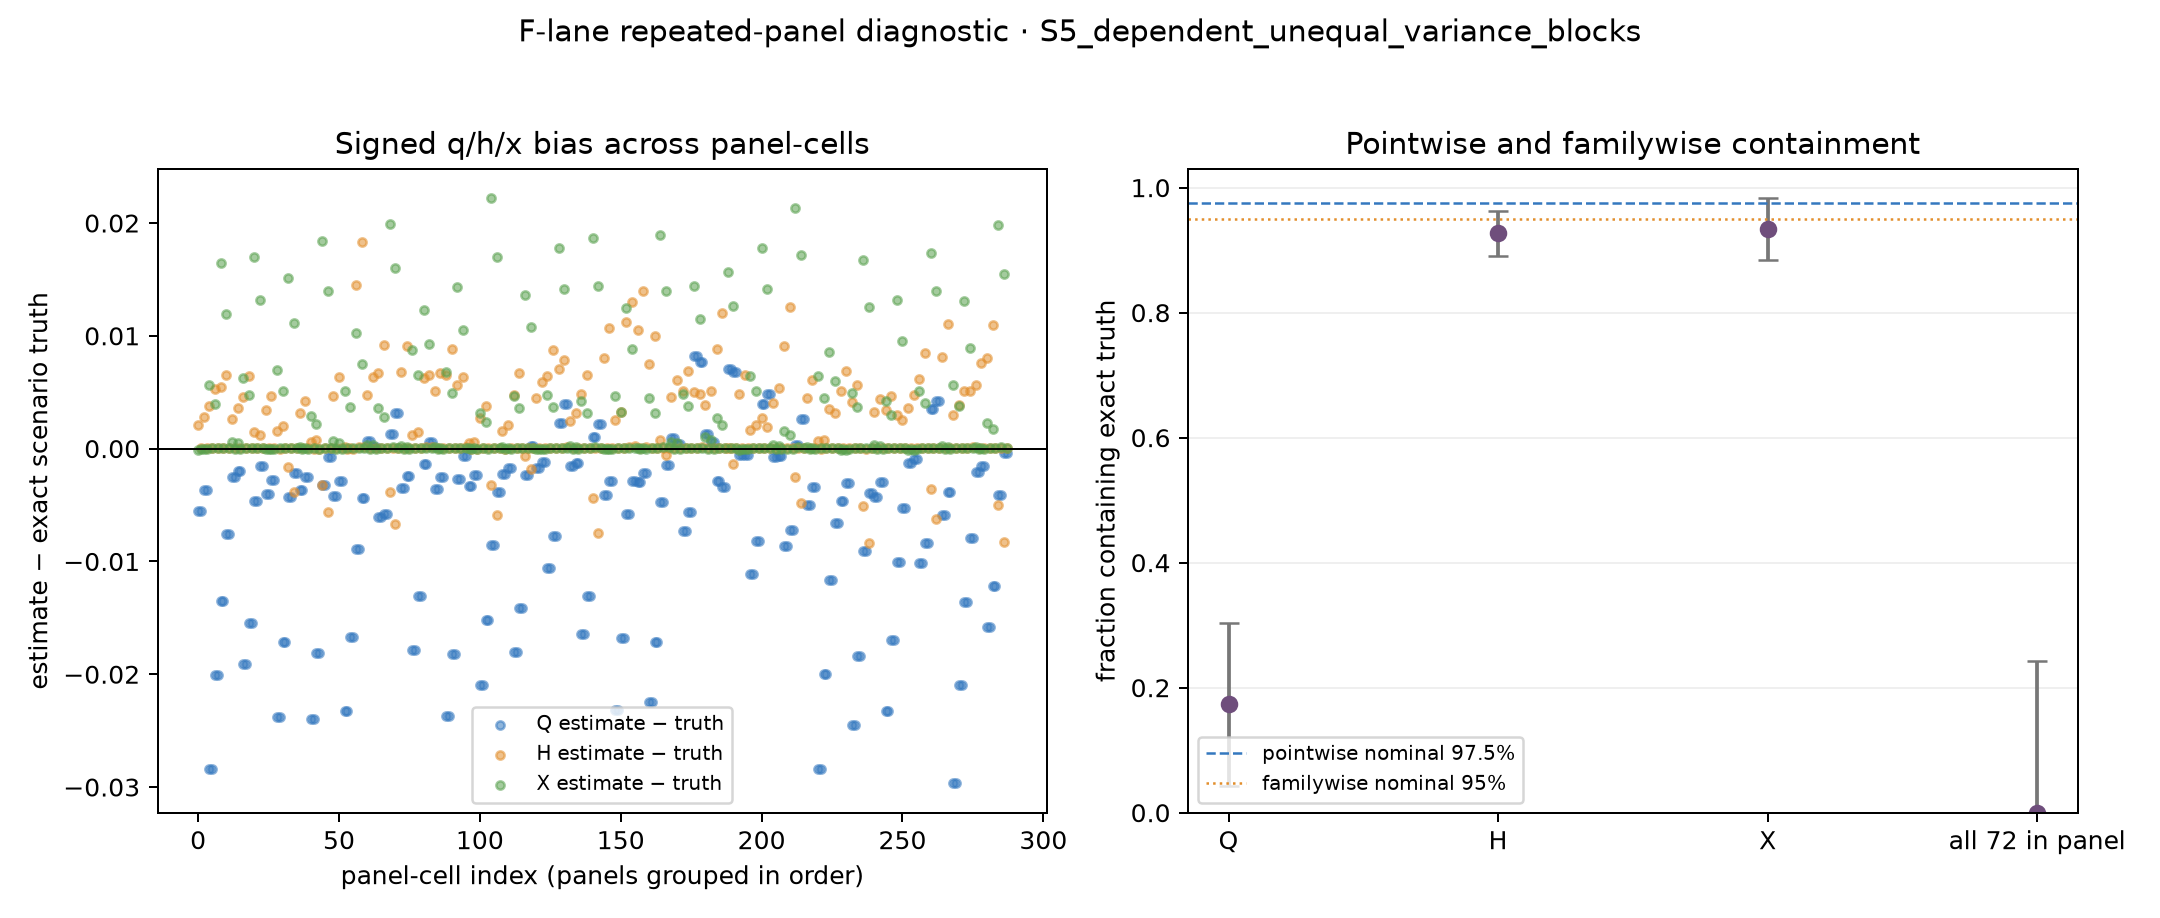 F-lane repeated-panel diagnostic · S5_dependent_unequal_variance_blocks
Signed q/h/x bias across panel-cells
estimate − exact scenario truth
0.02
0.01
0.00
−0.01
−0.02
−0.03
0
50
100
150
200
250
300
panel-cell index (panels grouped in order)
Q estimate − truth
H estimate − truth
X estimate − truth
Pointwise and familywise containment
fraction containing exact truth
1.0
0.8
0.6
0.4
0.2
0.0
Q
H
X
all 72 in panel
pointwise nominal 97.5%
familywise nominal 95%